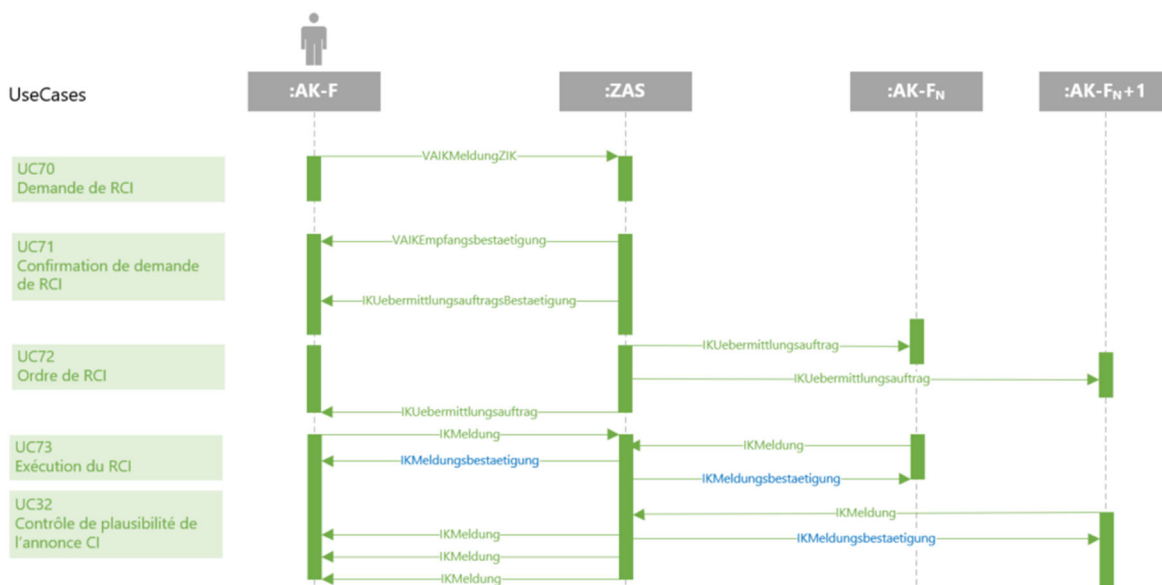 :AK-F
:ZAS
:AK-FN
:AK-FN+1
UseCases
UC70
Demande de RCI
VAIKMeldungZIK
UC71
Confirmation de demande
de RCI
VAIKEmpfangsbestaetigung
IKUebermittlungsauftragsBestaetigung
UC72
Ordre de RCI
IKUebermittlungsauftrag
IKUebermittlungsauftrag
IKUebermittlungsauftrag
UC73
Exécution du RCI
IKMeldung
IKMeldung
IKMeldungsbestaetigung
IKMeldungsbestaetigung
UC32
Contrôle de plausibilité de
l'annonce CI
IKMeldung
IKMeldung
IKMeldungsbestaetigung
IKMeldung
IKMeldung